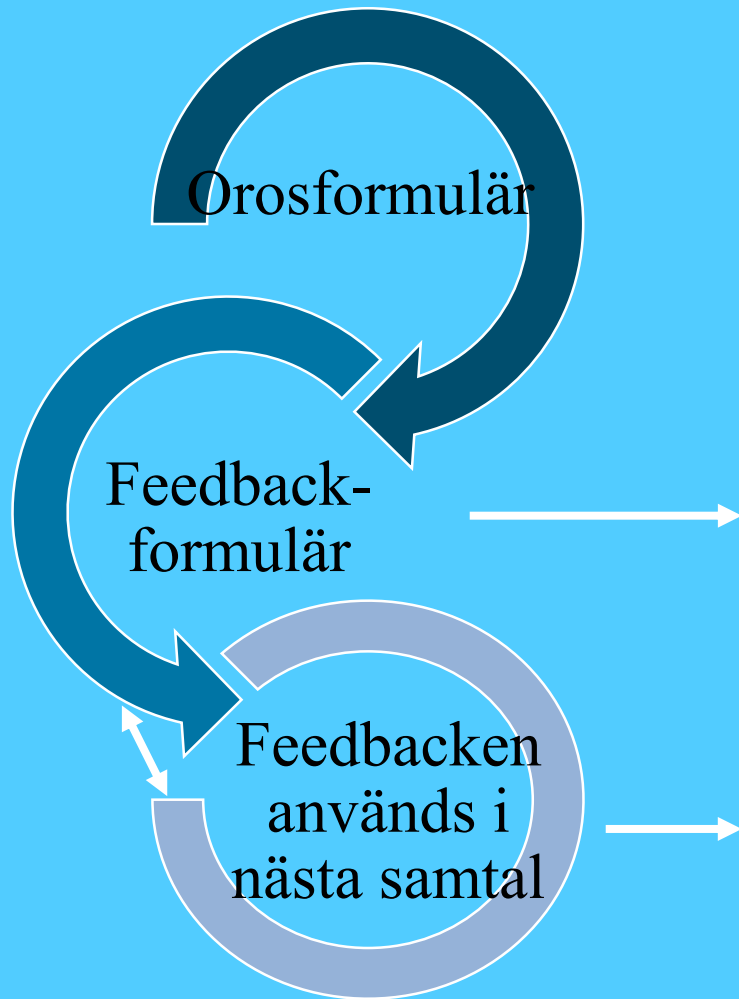 Orosformulär
Feedback-
formulär
Feedbacken
används i
nästa samtal